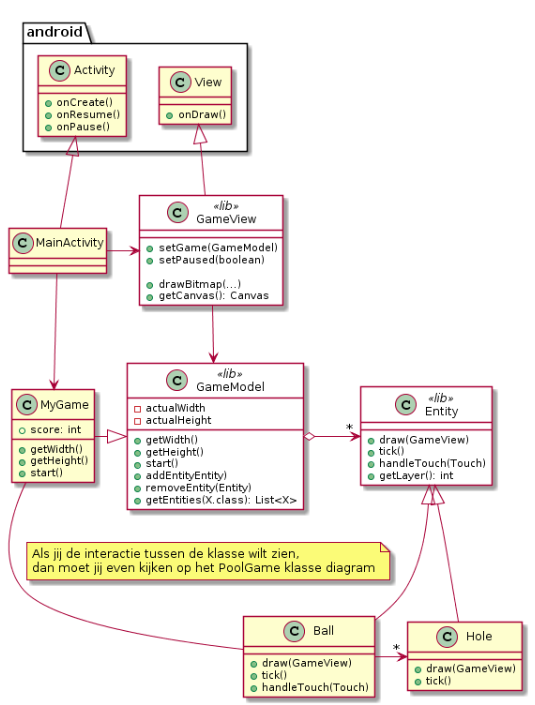 android
C Activity
onCreate()
onResume()
onPause()
C View
onDraw()
C MainActivity
C «lib»
GameView
setGame(GameModel)
setPaused(boolean)
drawBitmap(...)
getCanvas(): Canvas
C MyGame
score: int
getWidth()
getHeight()
start()
C «lib»
GameModel
actualWidth
actualHeight
getWidth()
getHeight()
start()
addEntityEntity)
removeEntity(Entity)
getEntities(X.class): List<X>
*
C «lib»
Entity
draw(GameView)
tick()
handleTouch(Touch)
getLayer(): int
Als jij de interactie tussen de klasse wilt zien,
dan moet jij even kijken op het PoolGame klasse diagram
C Ball
draw(GameView)
tick()
handleTouch(Touch)
*
C Hole
draw(GameView)
tick()